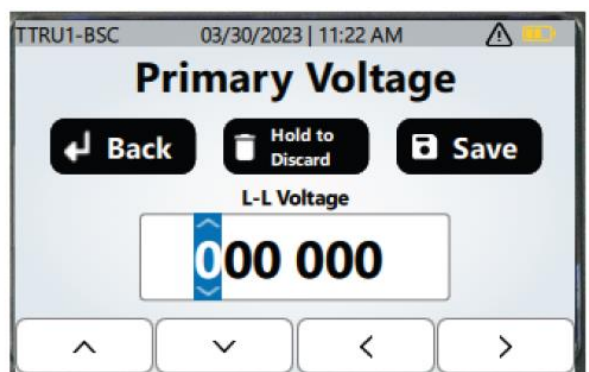 TTRU1-BSC 03/30/2023 | 11:22 AM
Primary Voltage
Back Hold to Discard Save
L-L Voltage
000 000